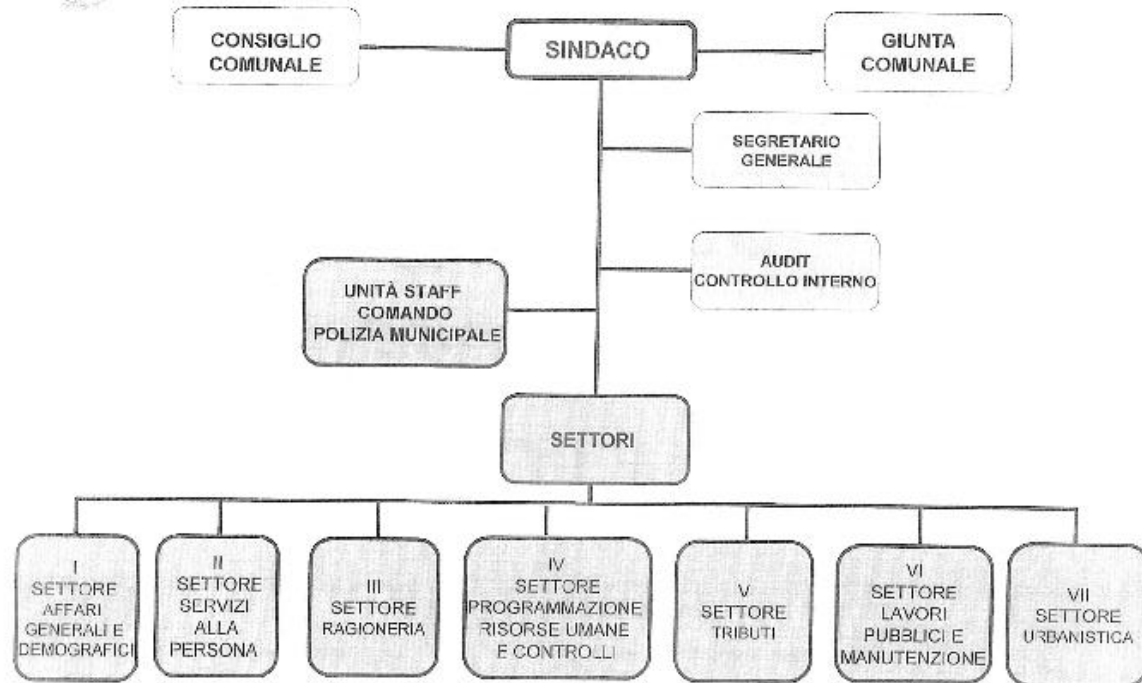 CONSIGLIO
COMUNALE
SINDACO
GIUNTA
COMUNALE
SEGRETARIO
GENERALE
AUDIT
CONTROLLO INTERNO
UNITÀ STAFF
COMANDO
POLIZIA MUNICIPALE
SETTORI
I
SETTORE
AFFARI
GENERALI E
DEMOGRAFICI
II
SETTORE
SERVIZI
ALLA
PERSONA
III
SETTORE
RAGIONERIA
IV
SETTORE
PROGRAMMAZIONE
RISORSE UMANE
E CONTROLLI
V
SETTORE
TRIBUTI
VI
SETTORE
LAVORI
PUBBLICI E
MANUTENZIONE
VII
SETTORE
URBANISTICA